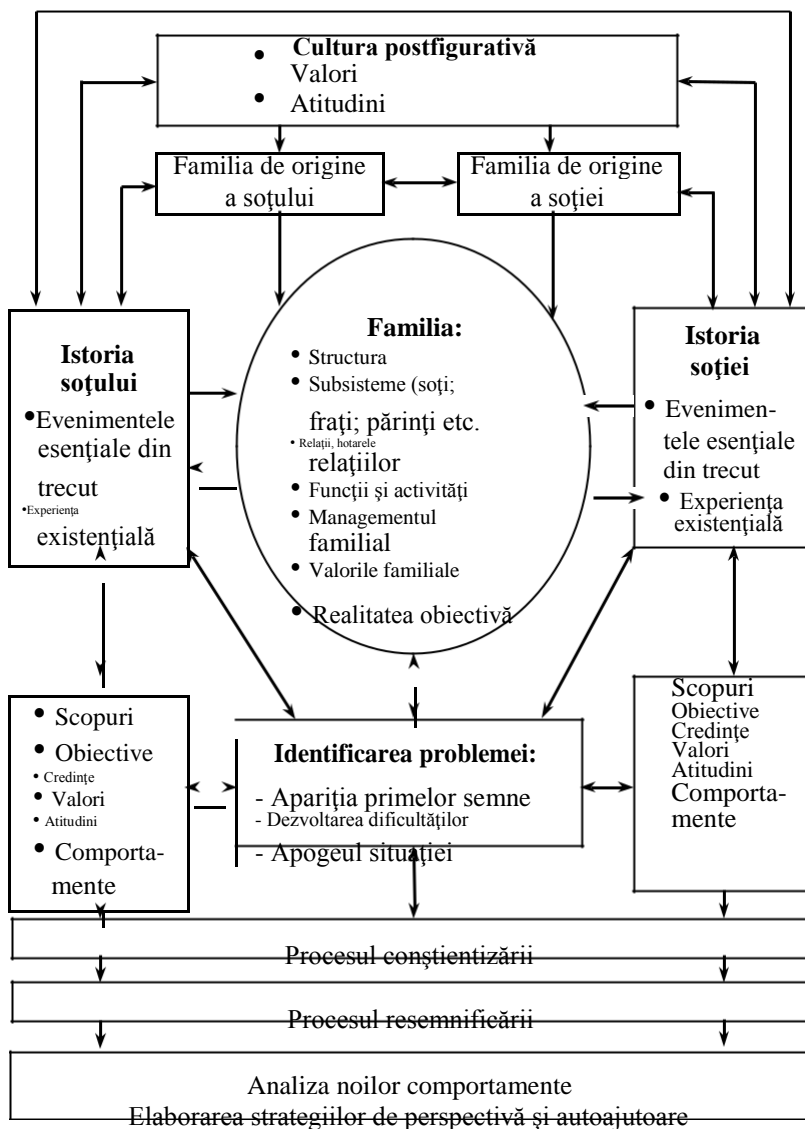 Cultura postfigurativă
• Valori
• Atitudini
Familia de origine
a soţului
Familia de origine
a soţiei
Istoria
soţului
•Evenimentele
esenţiale din
trecut
•Experienţa
existenţială
Familia:
• Structura
• Subsisteme (soţi;
fraţi; părinţi etc.
• Relaţii, hotarele
relaţiilor
• Funcţii şi activităţi
• Managementul
familial
• Valorile familiale
• Realitatea obiectivă
Istoria
soţiei
• Evenimen-
tele esenţiale
din trecut
• Experienţa
existenţială
• Scopuri
• Obiective
• Credinţe
• Valori
• Atitudini
• Comporta-
mente
Identificarea problemei:
- Apariţia primelor semne
- Dezvoltarea dificultăţilor
- Apogeul situaţiei
Scopuri
Obiective
Credinţe
Valori
Atitudini
Comporta-
mente
Procesul conştientizării
Procesul resemnificării
Analiza noilor comportamente
Elaborarea strategiilor de perspectivă şi autoajutoare